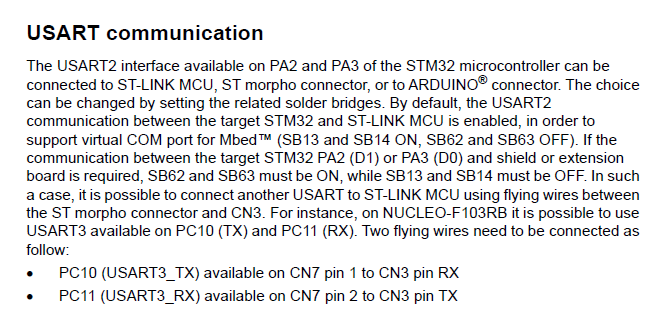 USART communication
The USART2 interface available on PA2 and PA3 of the STM32 microcontroller can be
connected to ST-LINK MCU, ST morpho connector, or to ARDUINO® connector. The choice
can be changed by setting the related solder bridges. By default, the USART2
communication between the target STM32 and ST-LINK MCU is enabled, in order to
support virtual COM port for Mbed™ (SB13 and SB14 ON, SB62 and SB63 OFF). If the
communication between the target STM32 PA2 (D1) or PA3 (D0) and shield or extension
board is required, SB62 and SB63 must be ON, while SB13 and SB14 must be OFF. In such
a case, it is possible to connect another USART to ST-LINK MCU using flying wires between
the ST morpho connector and CN3. For instance, on NUCLEO-F103RB it is possible to use
USART3 available on PC10 (TX) and PC11 (RX). Two flying wires need to be connected as
follow:
• PC10 (USART3_TX) available on CN7 pin 1 to CN3 pin RX
• PC11 (USART3_RX) available on CN7 pin 2 to CN3 pin TX